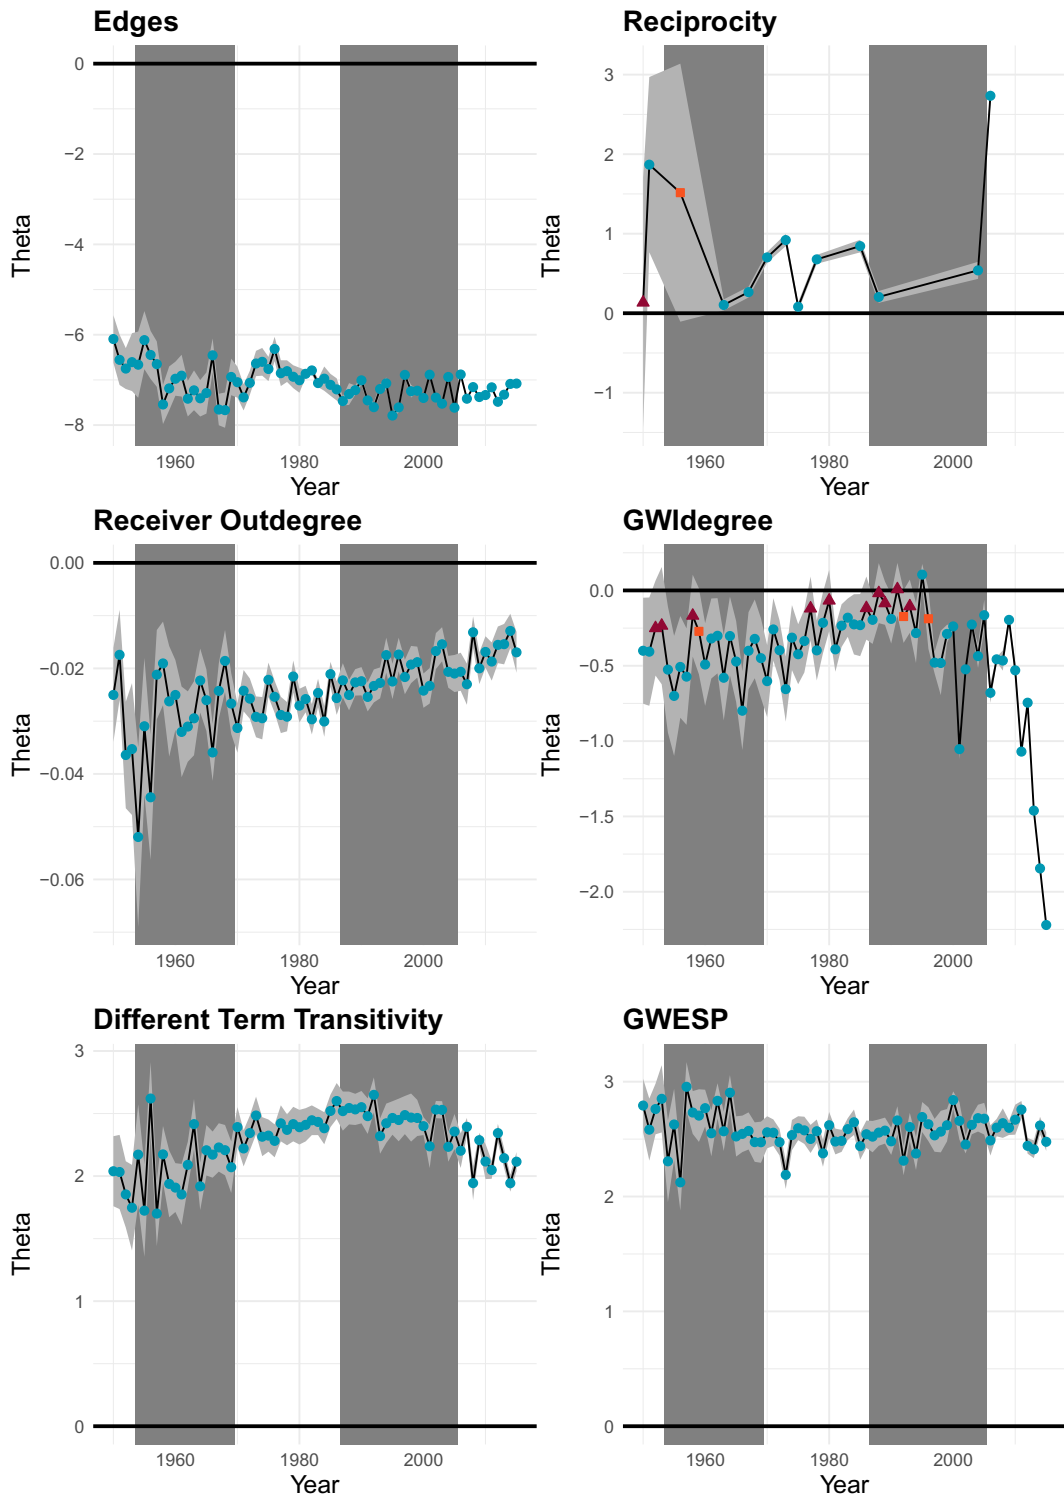 Edges
0
−2
−4
−6
−8
Theta
1960 1980 2000
Year
Reciprocity
3
2
1
0
−1
Theta
1960 1980 2000
Year
Receiver Outdegree
0.00
−0.02
−0.04
−0.06
Theta
1960 1980 2000
Year
GWIdegree
0.0
−0.5
−1.0
−1.5
−2.0
Theta
1960 1980 2000
Year
Different Term Transitivity
3
2
1
0
Theta
1960 1980 2000
Year
GWESP
3
2
1
0
Theta
1960 1980 2000
Year